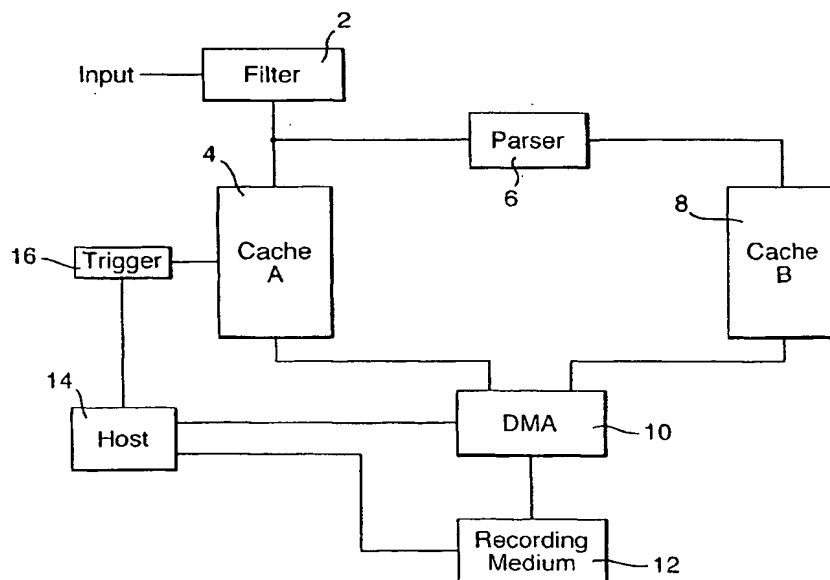 2
Input
Filter
Parser
6
4
Cache
A
8
Cache
B
16
Trigger
14
Host
DMA
10
Recording
Medium
12